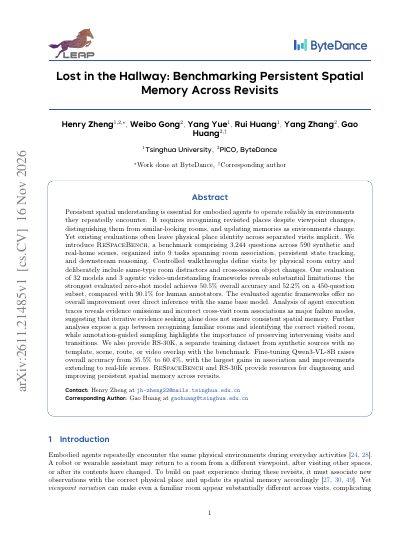 LEAP
ByteDance
Lost in the Hallway: Benchmarking Persistent Spatial
Memory Across Revisits
Henry Zheng1,2,*, Weibo Gong2, Yang Yue1, Rui Huang1, Yang Zhang2, Gao
Huang1,†
1Tsinghua University, 2PICO, ByteDance
*Work done at ByteDance, †Corresponding author
arXiv:2611.21485v1 [cs.CV] 16 Nov 2026
Abstract
Persistent spatial understanding is essential for embodied agents to operate reliably in environments
they repeatedly encounter. It requires recognizing revisited places despite viewpoint changes,
distinguishing them from similar-looking rooms, and updating memories as environments change.
Yet existing evaluations often leave physical place identity across separated visits implicit. We
introduce RESPACEBENCH, a benchmark comprising 3,244 questions across 590 synthetic and
real-home scenes, organized into 9 tasks spanning room association, persistent state tracking,
and downstream reasoning. Controlled walkthroughs define visits by physical room entry and
deliberately include same-type room distractors and cross-session object changes. Our evaluation
of 32 models and 3 agentic video-understanding frameworks reveals substantial limitations: the
strongest evaluated zero-shot model achieves 50.5% overall accuracy and 52.2% on a 450-question
subset, compared with 90.1% for human annotators. The evaluated agentic frameworks offer no
overall improvement over direct inference with the same base model. Analysis of agent execution
traces reveals evidence omissions and incorrect cross-visit room associations as major failure modes,
suggesting that iterative evidence seeking alone does not ensure consistent spatial memory. Further
analyses expose a gap between recognizing familiar rooms and identifying the correct visited room,
while annotation-guided sampling highlights the importance of preserving intervening visits and
transitions. We also provide RS-30K, a separate training dataset from synthetic sources with no
template, scene, route, or video overlap with the benchmark. Fine-tuning Qwen3-VL-8B raises
overall accuracy from 35.5% to 60.4%, with largest gains in association and improvements
extending to real-life scenes. RESPACEBENCH and RS-30K provide resources for diagnosing and
improving persistent spatial memory across revisits.
Contact: Henry Zheng at jh-zheng22@mails.tsinghua.edu.cn
Corresponding Author: Gao Huang at gaohuang@tsinghua.edu.cn
1 Introduction
Embodied agents repeatedly encounter the same physical environments during everyday activities [24, 28].
A robot or wearable assistant may return to a room from a different viewpoint, after visiting other spaces,
or after its contents have changed. To build on past experience during these revisits, it must associate new
observations with the correct physical place and update its spatial memory accordingly [27, 30, 49]. Yet
viewpoint variation can make even a familiar room appear substantially different across visits, complicating
1